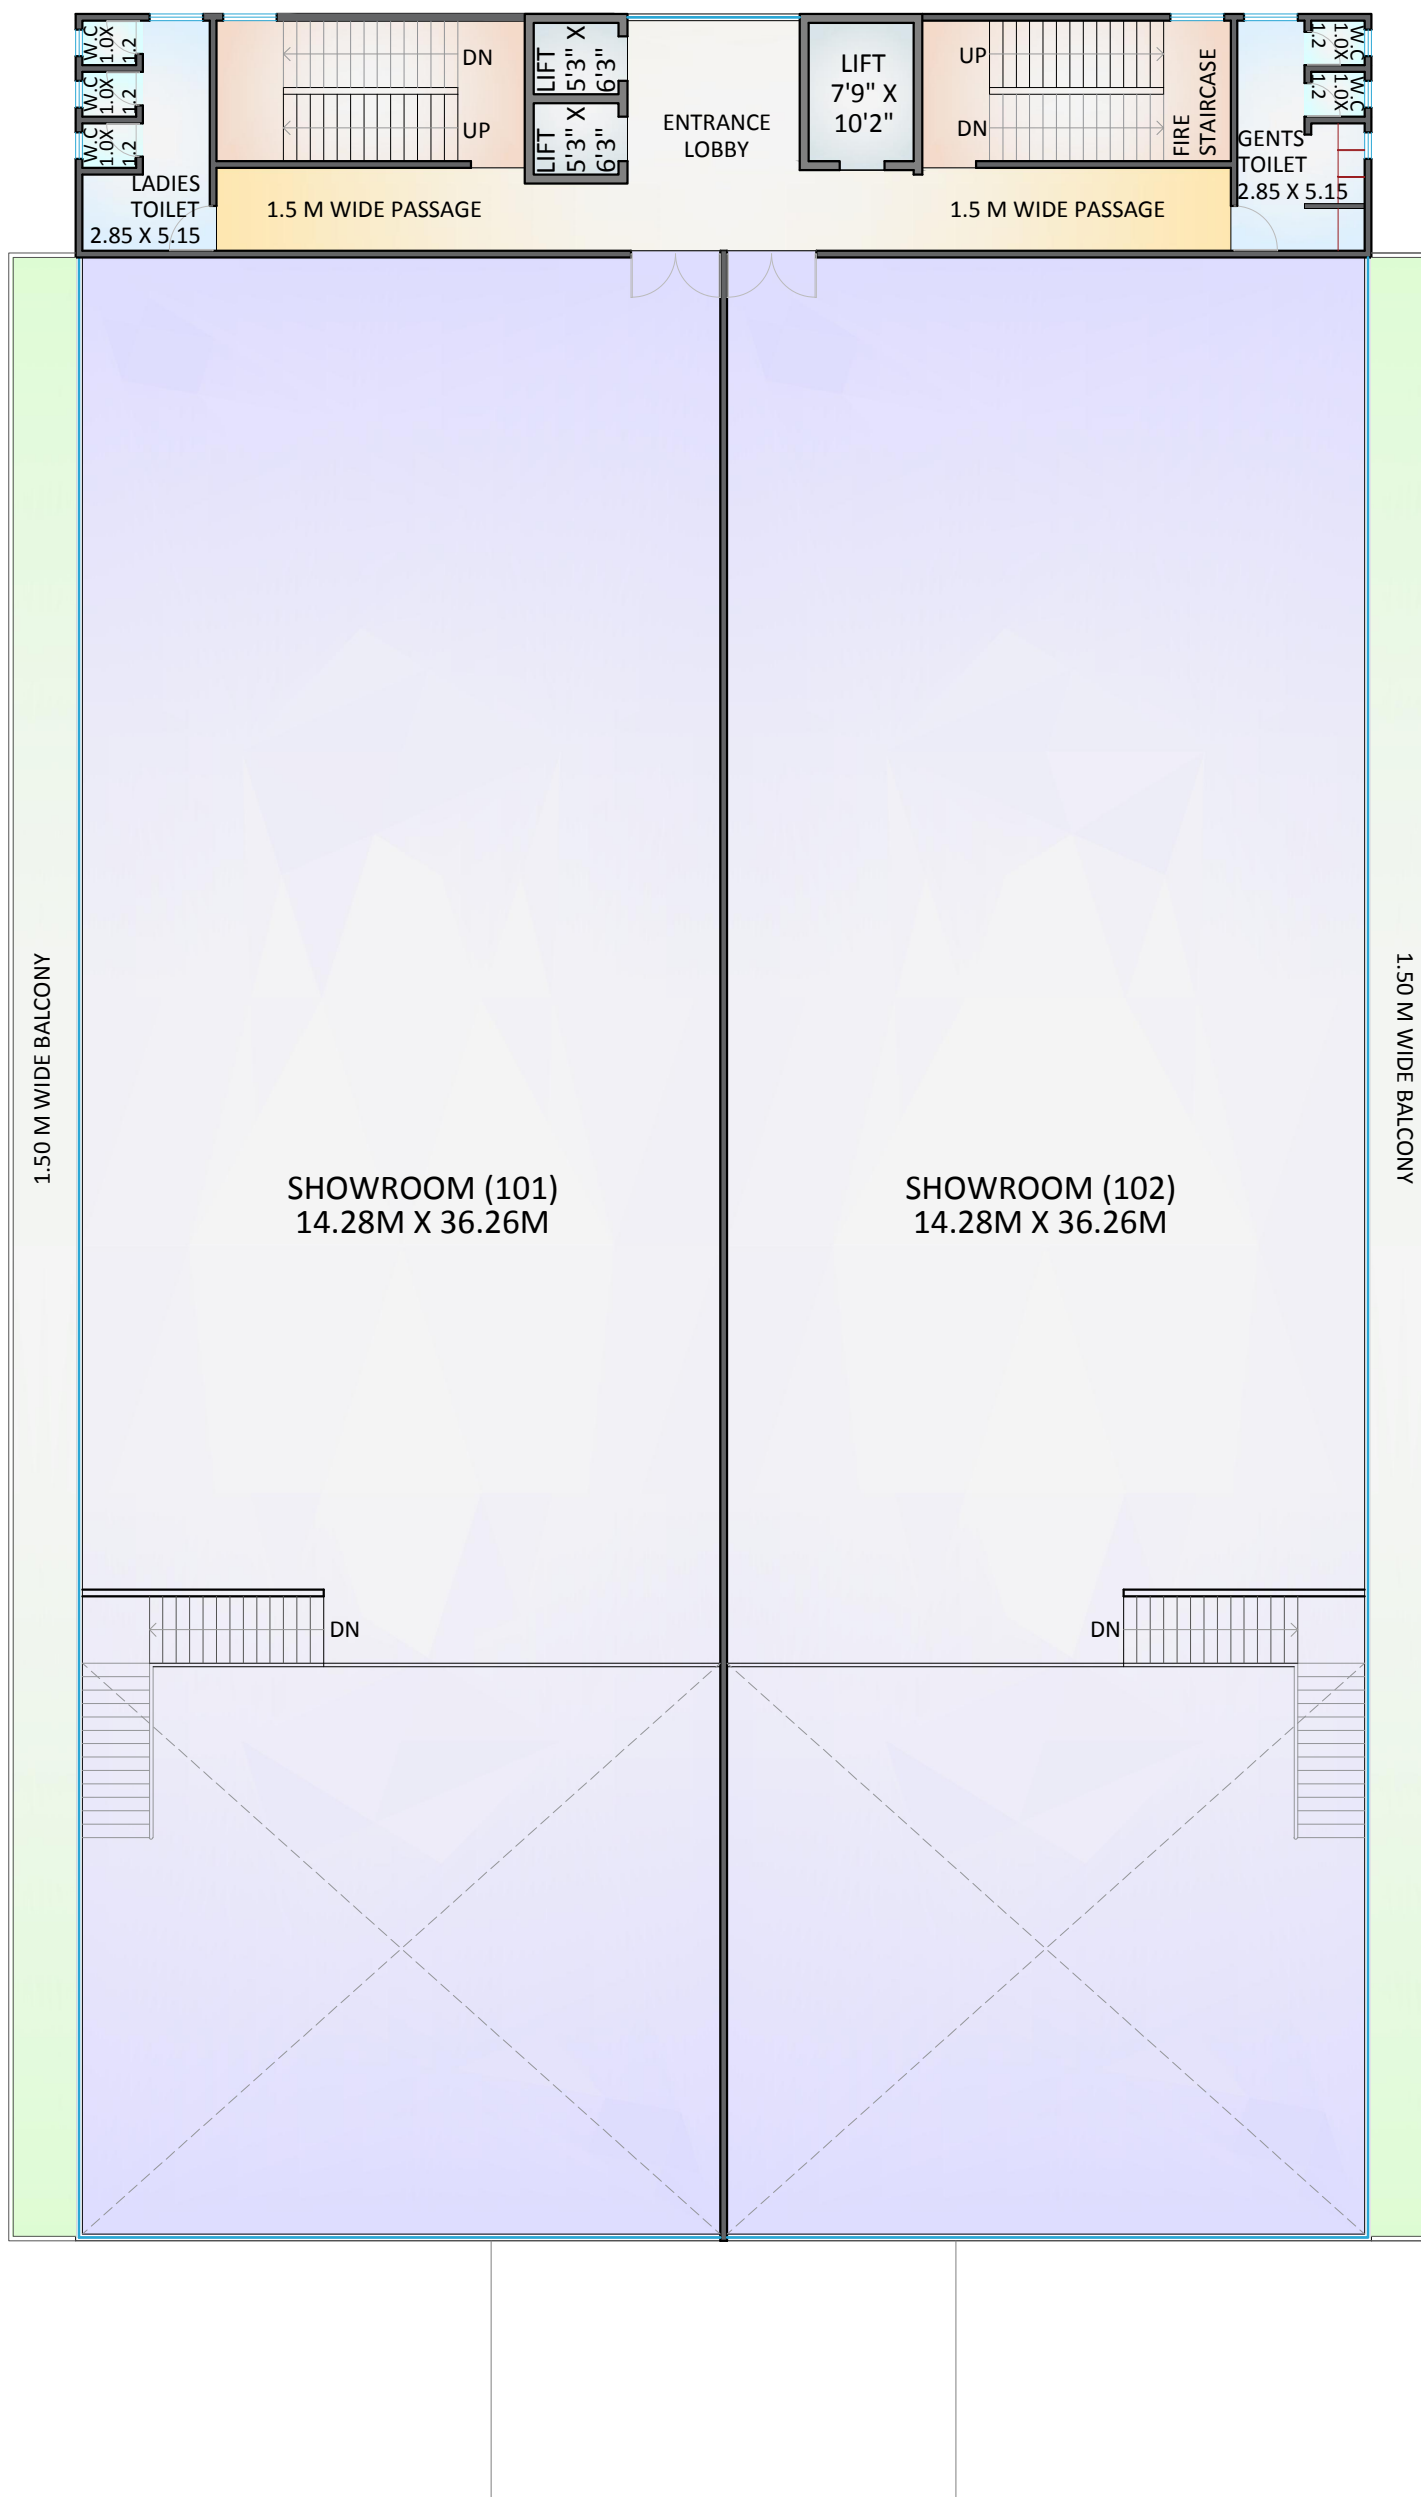 W.C
1.0X
1.2
W.C
1.0X
1.2
W.C
1.0X
1.2
LADIES
TOILET
2.85 X 5.15
DN
UP
1.5 M WIDE PASSAGE
LIFT
5'3" X
6'3"
LIFT
5'3" X
6'3"
ENTRANCE
LOBBY
LIFT
7'9" X
10'2"
UP
DN
FIRE
STAIRCASE
1.5 M WIDE PASSAGE
W.C
1.0X
1.2
W.C
1.0X
1.2
GENTS
TOILET
2.85 X 5.15
1.50 M WIDE BALCONY
SHOWROOM (101)
14.28M X 36.26M
SHOWROOM (102)
14.28M X 36.26M
1.50 M WIDE BALCONY
DN
DN